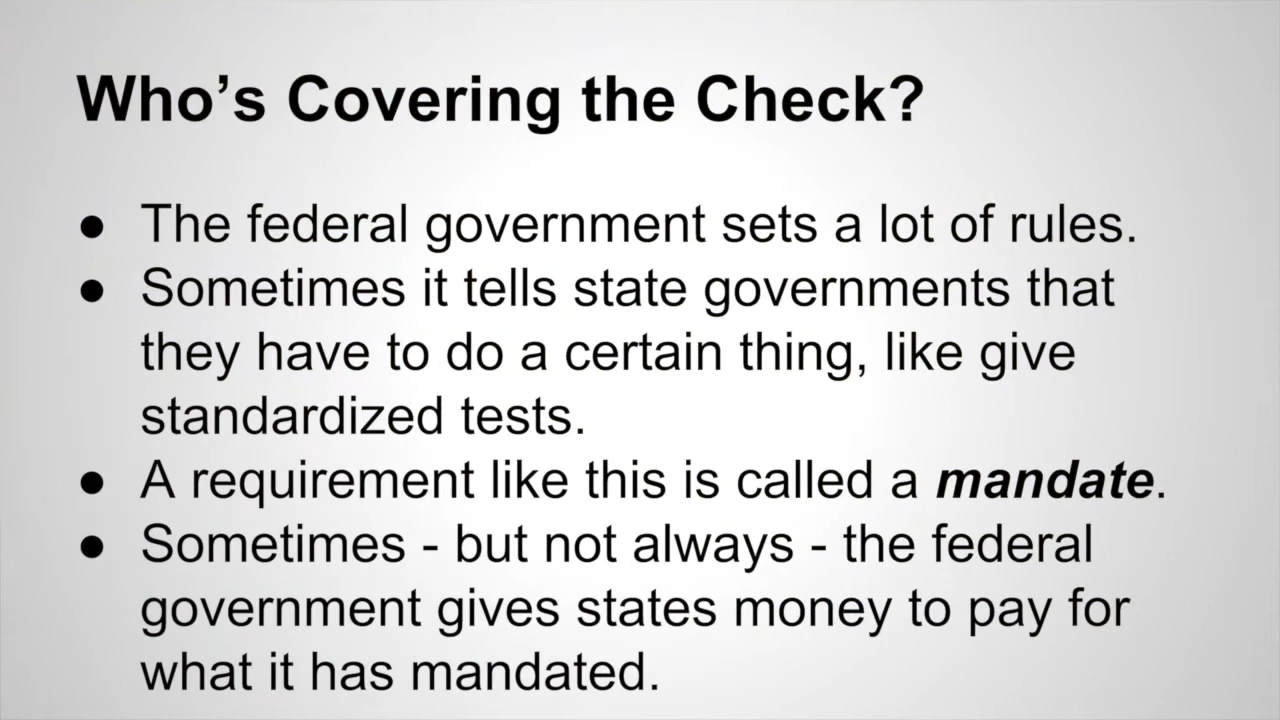 Who’s Covering the Check?
● The federal government sets a lot of rules.
● Sometimes it tells state governments that
they have to do a certain thing, like give
standardized tests.
● A requirement like this is called a mandate.
● Sometimes - but not always - the federal
government gives states money to pay for
what it has mandated.